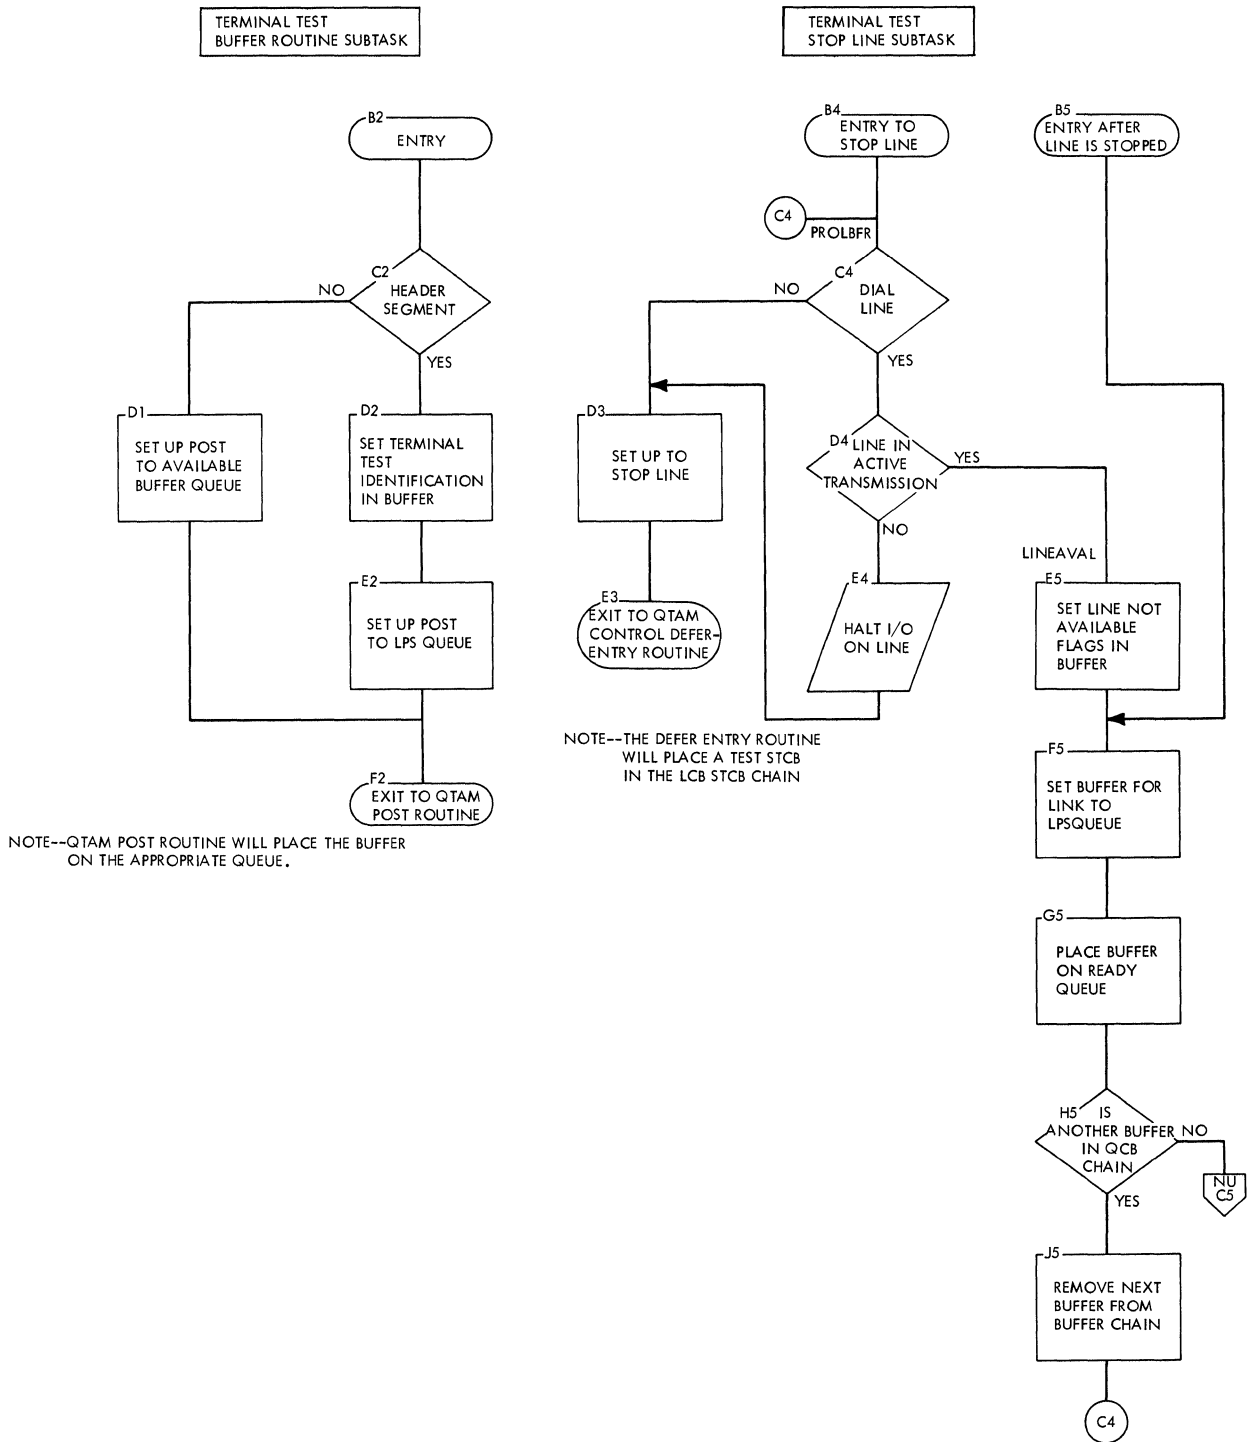 TERMINAL TEST
BUFFER ROUTINE SUBTASK
TERMINAL TEST
STOP LINE SUBTASK
B2
ENTRY
C2
HEADER
SEGMENT
NO
YES
D1
SET UP POST
TO AVAILABLE
BUFFER QUEUE
D2
SET TERMINAL
TEST
IDENTIFICATION
IN BUFFER
E2
SET UP POST
TO LPS QUEUE
F2
EXIT TO QTAM
POST ROUTINE
NOTE--QTAM POST ROUTINE WILL PLACE THE BUFFER
ON THE APPROPRIATE QUEUE.
B4
ENTRY TO
STOP LINE
C4
PROLBFR
C4
DIAL
LINE
NO
YES
D3
SET UP TO
STOP LINE
E3
EXIT TO QTAM
CONTROL DEFER-
ENTRY ROUTINE
D4
LINE IN
ACTIVE
TRANSMISSION
YES
NO
E4
HALT I/O
ON LINE
NOTE--THE DEFER ENTRY ROUTINE
WILL PLACE A TEST STCB
IN THE LCB STCB CHAIN
B5
ENTRY AFTER
LINE IS STOPPED
LINEAVAL
E5
SET LINE NOT
AVAILABLE
FLAGS IN
BUFFER
F5
SET BUFFER FOR
LINK TO
LPSQUEUE
G5
PLACE BUFFER
ON READY
QUEUE
H5
IS
ANOTHER BUFFER
IN QCB
CHAIN
NO
NU
C5
YES
J5
REMOVE NEXT
BUFFER FROM
BUFFER CHAIN
C4